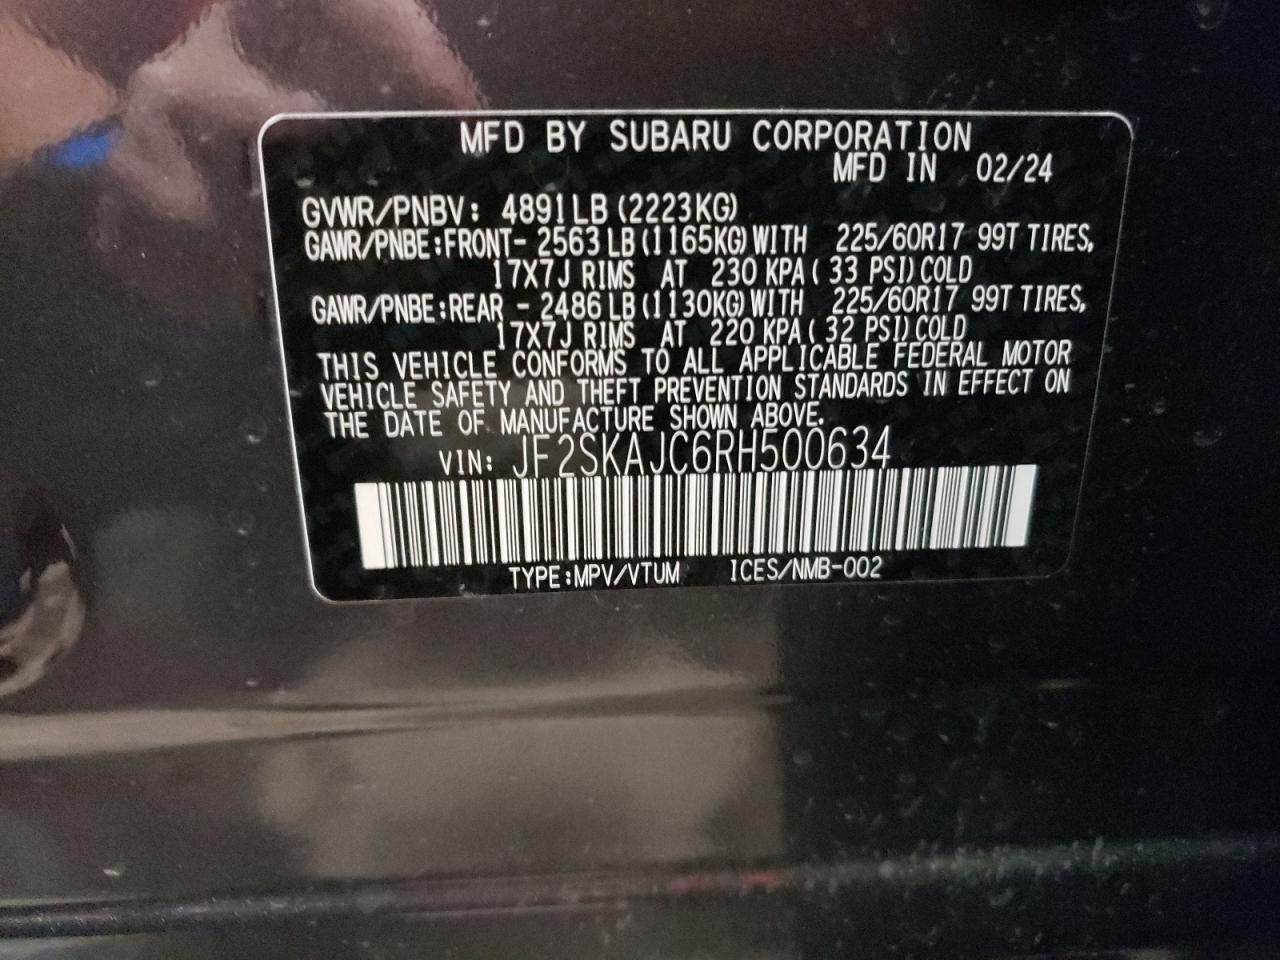 MFD BY SUBARU CORPORATION
MFD IN 02/24
GVWR/PNBV: 4891LB (2223KG)
GAWR/PNBE:FRONT- 2563 LB (1165KG) WITH 225/60R17 99T TIRES,
17X7J RIMS AT 230 KPA ( 33 PSI) COLD
GAWR/PNBE:REAR - 2486 LB (1130KG) WITH 225/60R17 99T TIRES,
17X7J RIMS AT 220 KPA ( 32 PSI) COLD
THIS VEHICLE CONFORMS TO ALL APPLICABLE FEDERAL MOTOR
VEHICLE SAFETY AND THEFT PREVENTION STANDARDS IN EFFECT ON
THE DATE OF MANUFACTURE SHOWN ABOVE.
VIN: JF2SKAJC6RH500634
TYPE:MPV/VTUM ICES/NMB-002